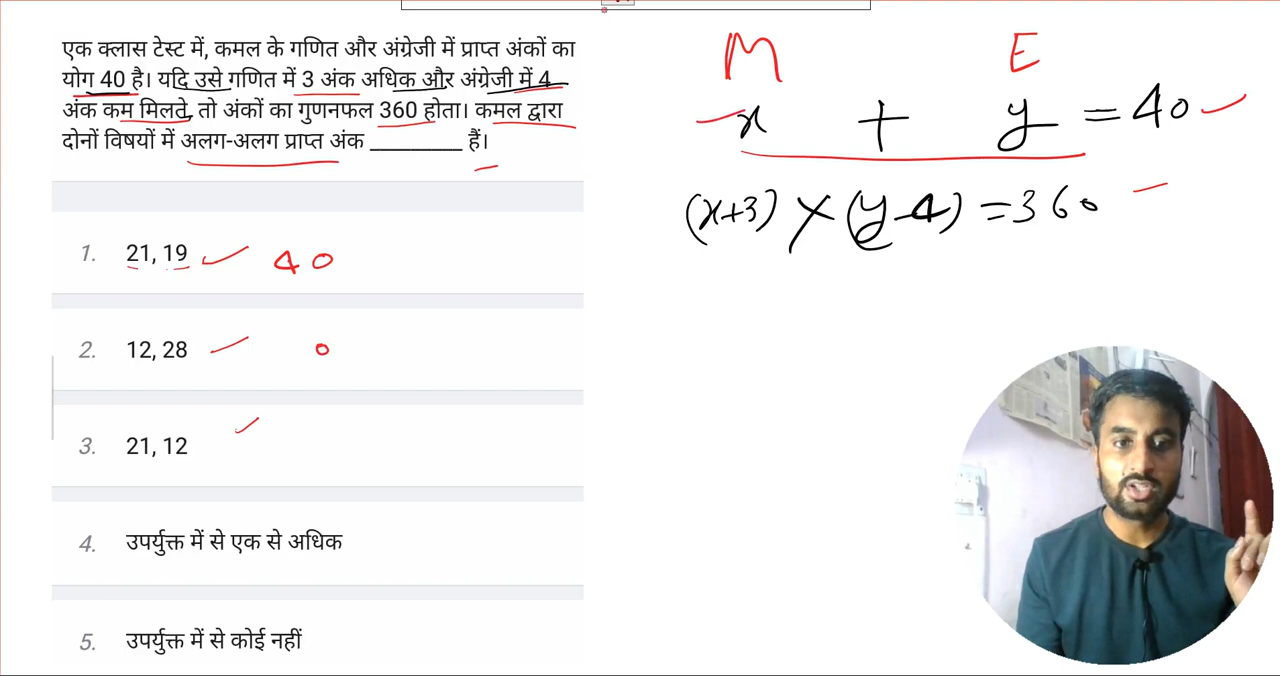 एक क्लास टेस्ट में, कमल के गणित और अंग्रेजी में प्राप्त अंकों का
योग 40 है। यदि उसे गणित में 3 अंक अधिक और अंग्रेजी में 4
अंक कम मिलते, तो अंकों का गुणनफल 360 होता। कमल द्वारा
दोनों विषयों में अलग-अलग प्राप्त अंक ________ हैं।
1. 21, 19 40
2. 12, 28 0
3. 21, 12
4. उपर्युक्त में से एक से अधिक
5. उपर्युक्त में से कोई नहीं
M E
x + y = 40
(x+3) × (y-4) = 360